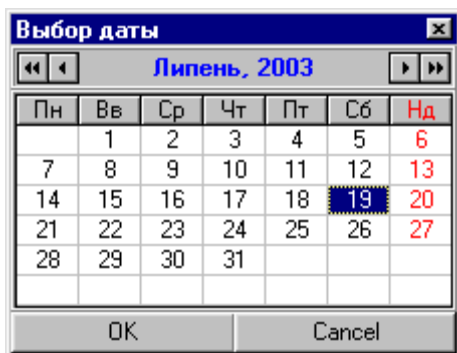 Выбор даты
Липень, 2003
Пн Вв Ср Чт Пт Сб Нд
1 2 3 4 5 6
7 8 9 10 11 12 13
14 15 16 17 18 19 20
21 22 23 24 25 26 27
28 29 30 31
OK Cancel